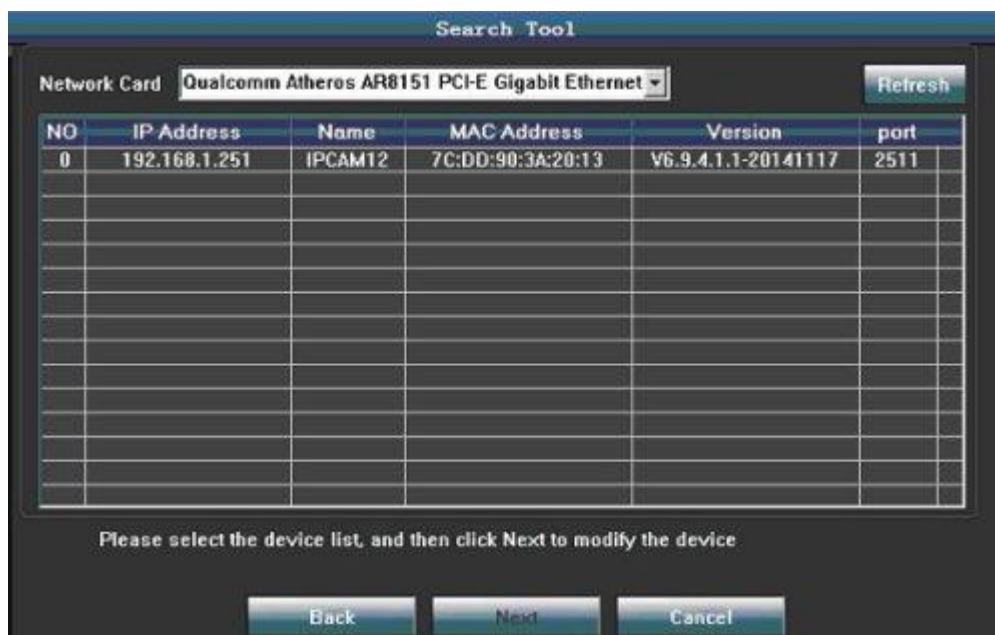 Search Tool
Network Card Qualcomm Atheros AR8151 PCI-E Gigabit Ethernet Refresh
NO IP Address Name MAC Address Version port
0 192.168.1.251 IPCAM12 7C:DD:90:3A:20:13 V6.9.4.1.1-20141117 2511
Please select the device list, and then click Next to modify the device
Back Next Cancel